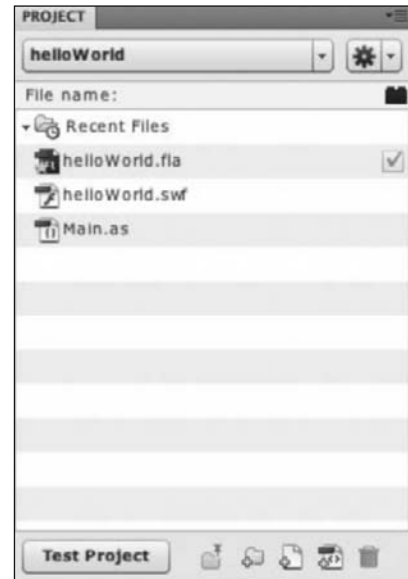 PROJECT
helloWorld
File name:
Recent Files
helloWorld.fla
helloWorld.swf
Main.as
Test Project